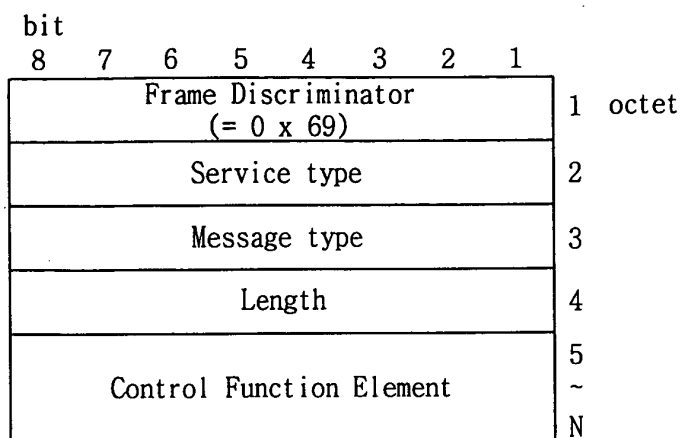 bit
8 7 6 5 4 3 2 1
Frame Discriminator
(= 0 x 69)
1 octet
Service type
2
Message type
3
Length
4
Control Function Element
5
~
N